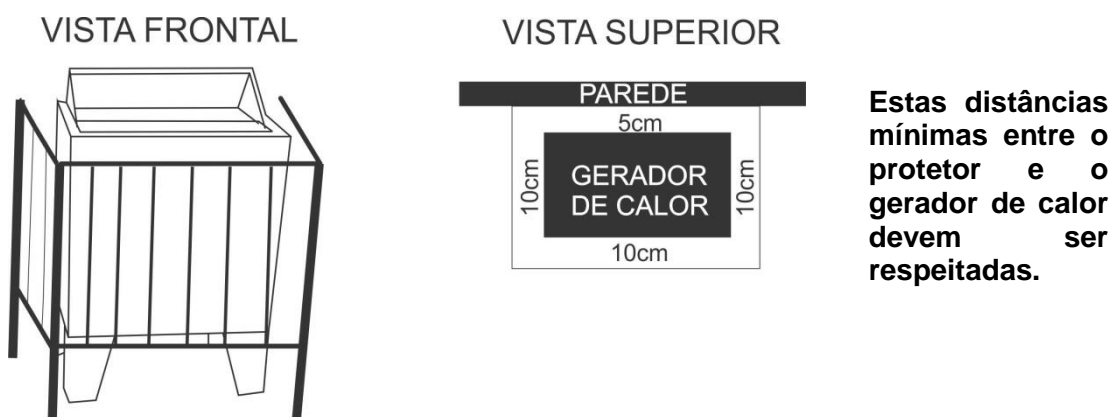 VISTA FRONTAL
VISTA SUPERIOR
PAREDE
5cm
10cm
GERADOR
DE CALOR
10cm
10cm
Estas distâncias
mínimas entre o
protetor e o
gerador de calor
devem ser
respeitadas.